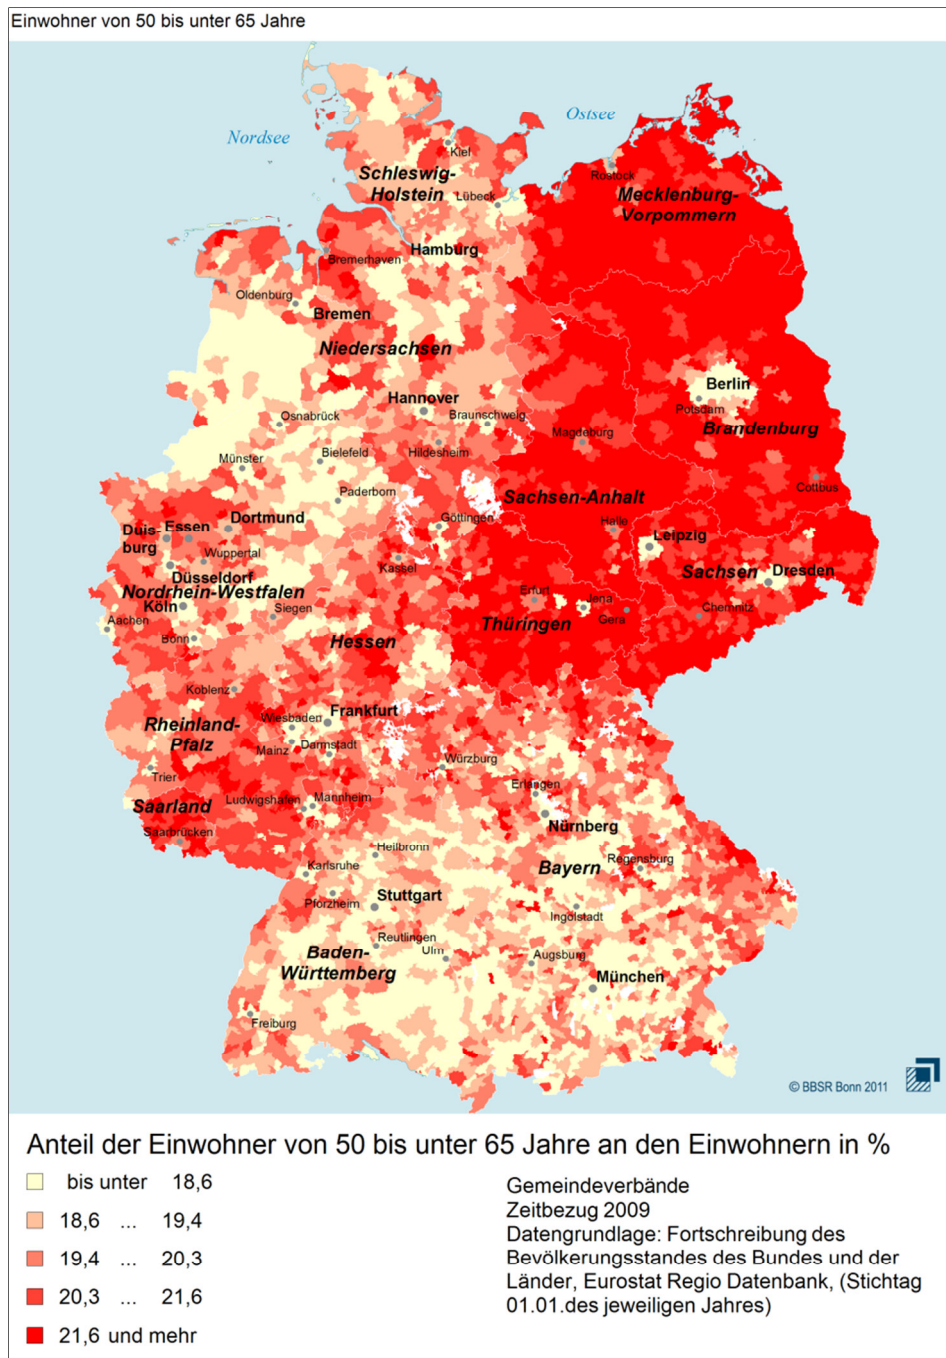 Einwohner von 50 bis unter 65 Jahre
Nordsee
Ostsee
Kiel
Schleswig-
Holstein
Lübeck
Rostock
Mecklenburg-
Vorpommern
Hamburg
Bremerhaven
Oldenburg
Bremen
Niedersachsen
Berlin
Potsdam
Brandenburg
Hannover
Osnabrück
Braunschweig
Magdeburg
Münster
Bielefeld
Hildesheim
Cottbus
Paderborn
Sachsen-Anhalt
Göttingen
Halle
Duis-
burg
Essen
Dortmund
Leipzig
Wuppertal
Kassel
Düsseldorf
Sachsen
Dresden
Nordrhein-Westfalen
Köln
Siegen
Erfurt
Jena
Gera
Chemnitz
Aachen
Thüringen
Bonn
Hessen
Koblenz
Rheinland-
Pfalz
Wiesbaden
Frankfurt
Mainz
Darmstadt
Trier
Würzburg
Erlangen
Saarland
Ludwigshafen
Mannheim
Nürnberg
Saarbrücken
Heilbronn
Bayern
Regensburg
Karlsruhe
Pforzheim
Stuttgart
Ingolstadt
Reutlingen
Ulm
Baden-
Württemberg
Augsburg
München
Freiburg
© BBSR Bonn 2011
Anteil der Einwohner von 50 bis unter 65 Jahre an den Einwohnern in %
bis unter 18,6
18,6 ... 19,4
19,4 ... 20,3
20,3 ... 21,6
21,6 und mehr
Gemeindeverbände
Zeitbezug 2009
Datengrundlage: Fortschreibung des
Bevölkerungsstandes des Bundes und der
Länder, Eurostat Regio Datenbank, (Stichtag
01.01.des jeweiligen Jahres)